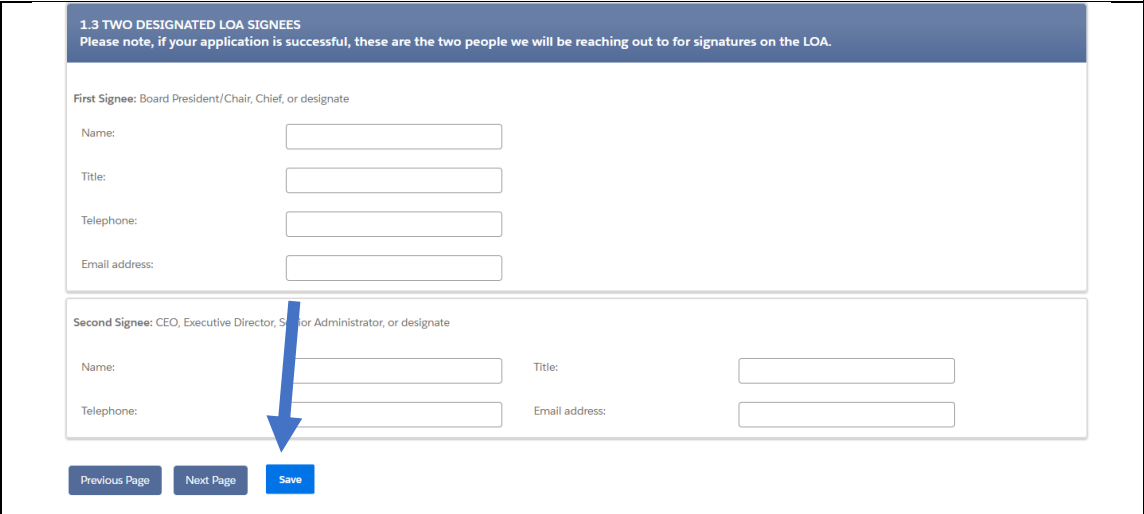 1.3 TWO DESIGNATED LOA SIGNEES
Please note, if your application is successful, these are the two people we will be reaching out to for signatures on the LOA.
First Signee: Board President/Chair, Chief, or designate
Name:
Title:
Telephone:
Email address:
Second Signee: CEO, Executive Director, Senior Administrator, or designate
Name: Title:
Telephone: Email address:
Previous Page Next Page Save